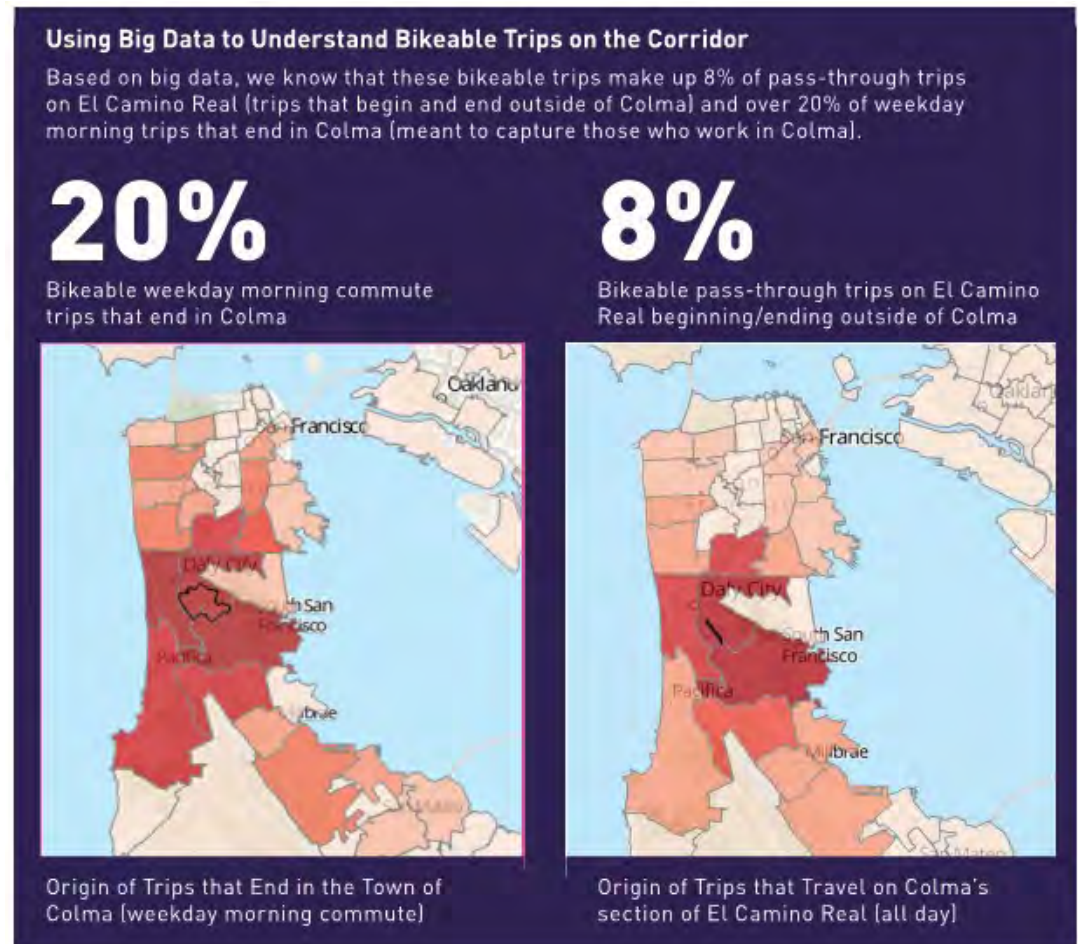 Using Big Data to Understand Bikeable Trips on the Corridor
Based on big data, we know that these bikeable trips make up 8% of pass-through trips
on El Camino Real (trips that begin and end outside of Colma) and over 20% of weekday
morning trips that end in Colma (meant to capture those who work in Colma).
20%
Bikeable weekday morning commute
trips that end in Colma
8%
Bikeable pass-through trips on El Camino
Real beginning/ending outside of Colma
Oakland
San Francisco
Daly City
South San
Francisco
Pacifica
Millbrae
San Mateo
Oakland
San Francisco
Daly City
South San
Francisco
Pacifica
Millbrae
San Mateo
Origin of Trips that End in the Town of
Colma (weekday morning commute)
Origin of Trips that Travel on Colma's
section of El Camino Real (all day)